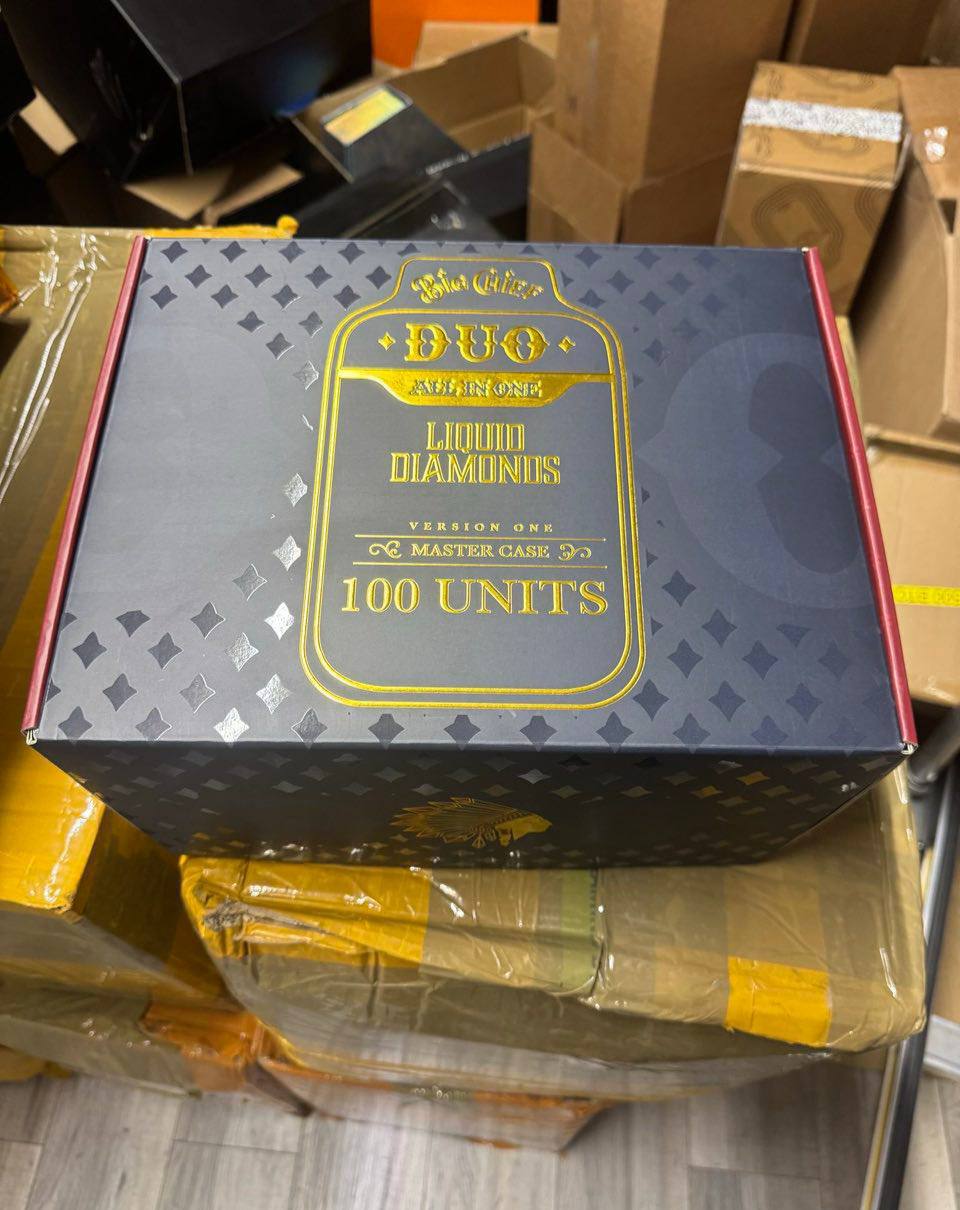 Big Chief
DUO
ALL IN ONE
LIQUID
DIAMONDS
VERSION ONE
MASTER CASE
100 UNITS